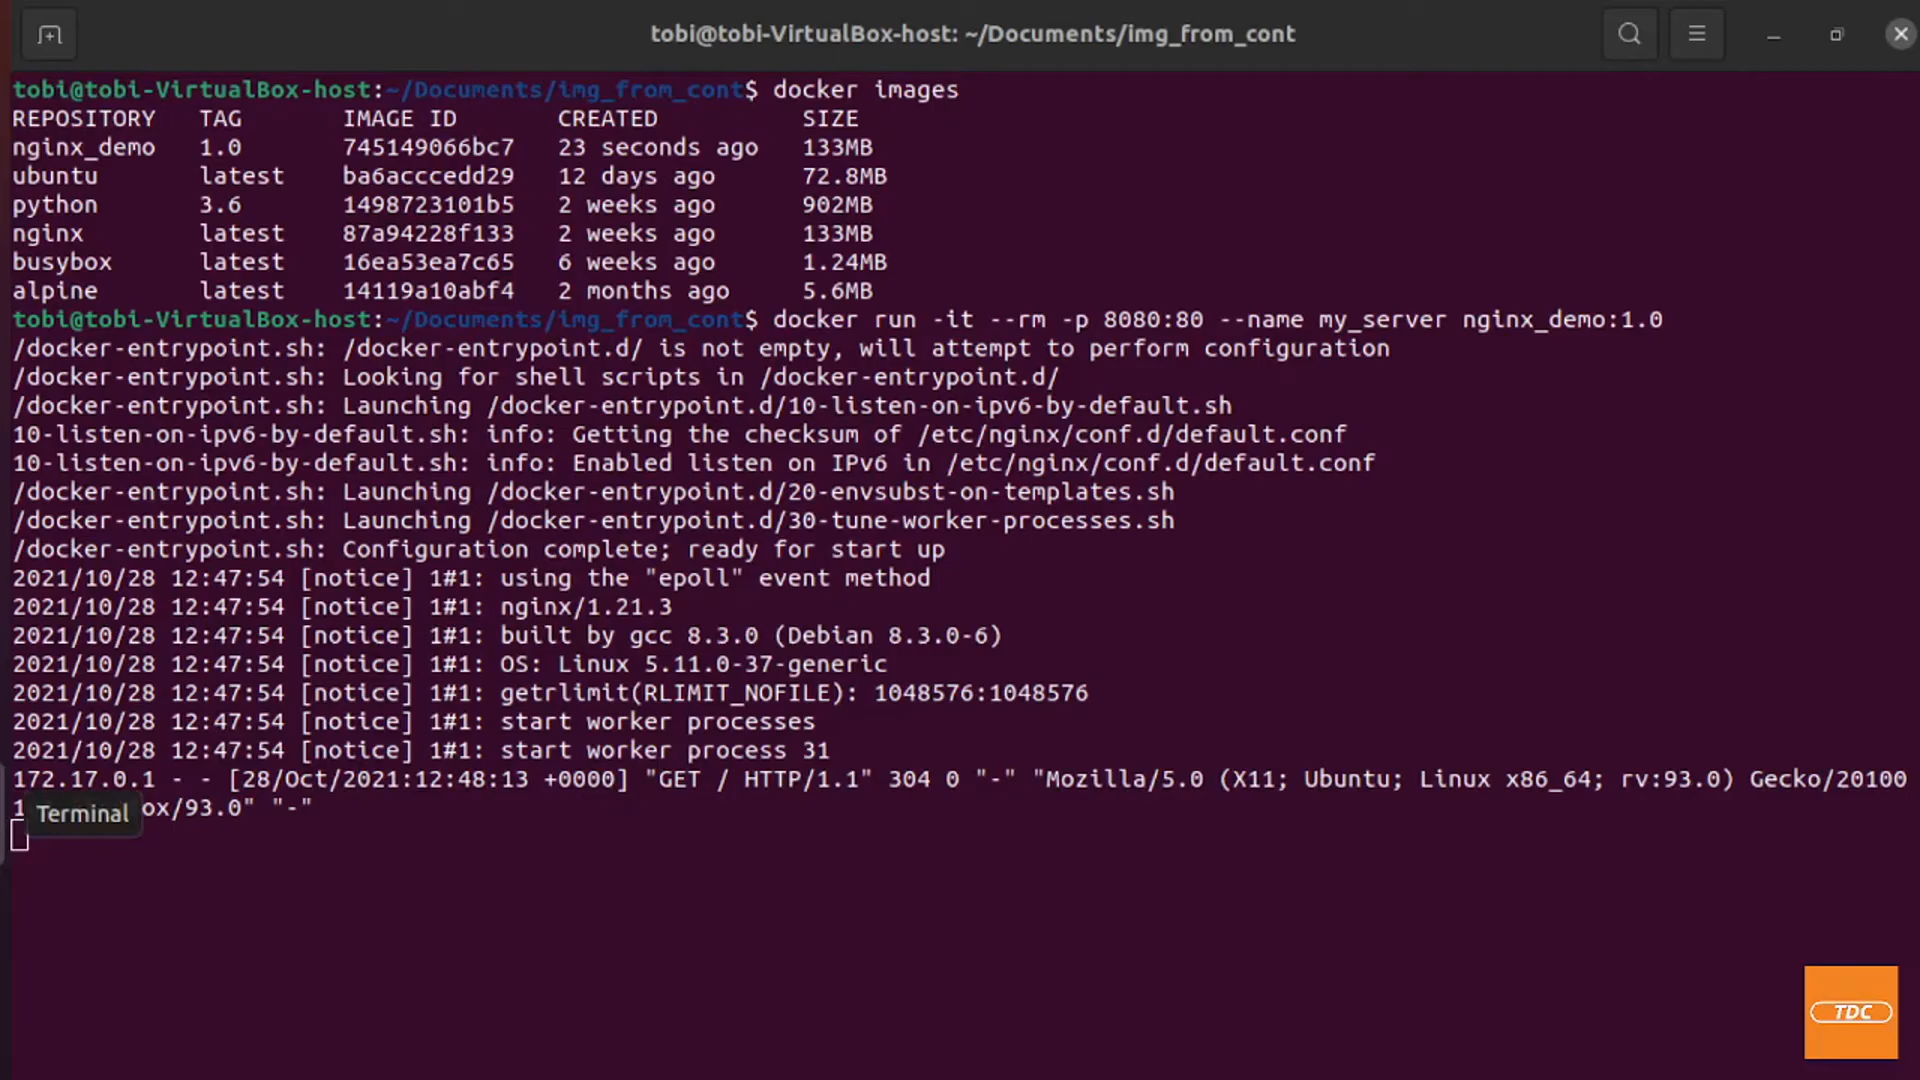 tobi@tobi-VirtualBox-host: ~/Documents/img_from_cont
tobi@tobi-VirtualBox-host:~/Documents/img_from_cont$ docker images
REPOSITORY   TAG       IMAGE ID       CREATED          SIZE
nginx_demo   1.0       745149066bc7   23 seconds ago   133MB
ubuntu       latest    ba6acccedd29   12 days ago      72.8MB
python       3.6       1498723101b5   2 weeks ago      902MB
nginx        latest    87a94228f133   2 weeks ago      133MB
busybox      latest    16ea53ea7c65   6 weeks ago      1.24MB
alpine       latest    14119a10abf4   2 months ago     5.6MB
tobi@tobi-VirtualBox-host:~/Documents/img_from_cont$ docker run -it --rm -p 8080:80 --name my_server nginx_demo:1.0
/docker-entrypoint.sh: /docker-entrypoint.d/ is not empty, will attempt to perform configuration
/docker-entrypoint.sh: Looking for shell scripts in /docker-entrypoint.d/
/docker-entrypoint.sh: Launching /docker-entrypoint.d/10-listen-on-ipv6-by-default.sh
10-listen-on-ipv6-by-default.sh: info: Getting the checksum of /etc/nginx/conf.d/default.conf
10-listen-on-ipv6-by-default.sh: info: Enabled listen on IPv6 in /etc/nginx/conf.d/default.conf
/docker-entrypoint.sh: Launching /docker-entrypoint.d/20-envsubst-on-templates.sh
/docker-entrypoint.sh: Launching /docker-entrypoint.d/30-tune-worker-processes.sh
/docker-entrypoint.sh: Configuration complete; ready for start up
2021/10/28 12:47:54 [notice] 1#1: using the "epoll" event method
2021/10/28 12:47:54 [notice] 1#1: nginx/1.21.3
2021/10/28 12:47:54 [notice] 1#1: built by gcc 8.3.0 (Debian 8.3.0-6)
2021/10/28 12:47:54 [notice] 1#1: OS: Linux 5.11.0-37-generic
2021/10/28 12:47:54 [notice] 1#1: getrlimit(RLIMIT_NOFILE): 1048576:1048576
2021/10/28 12:47:54 [notice] 1#1: start worker processes
2021/10/28 12:47:54 [notice] 1#1: start worker process 31
172.17.0.1 - - [28/Oct/2021:12:48:13 +0000] "GET / HTTP/1.1" 304 0 "-" "Mozilla/5.0 (X11; Ubuntu; Linux x86_64; rv:93.0) Gecko/20100
1 ox/93.0" "-"
Terminal
TDC